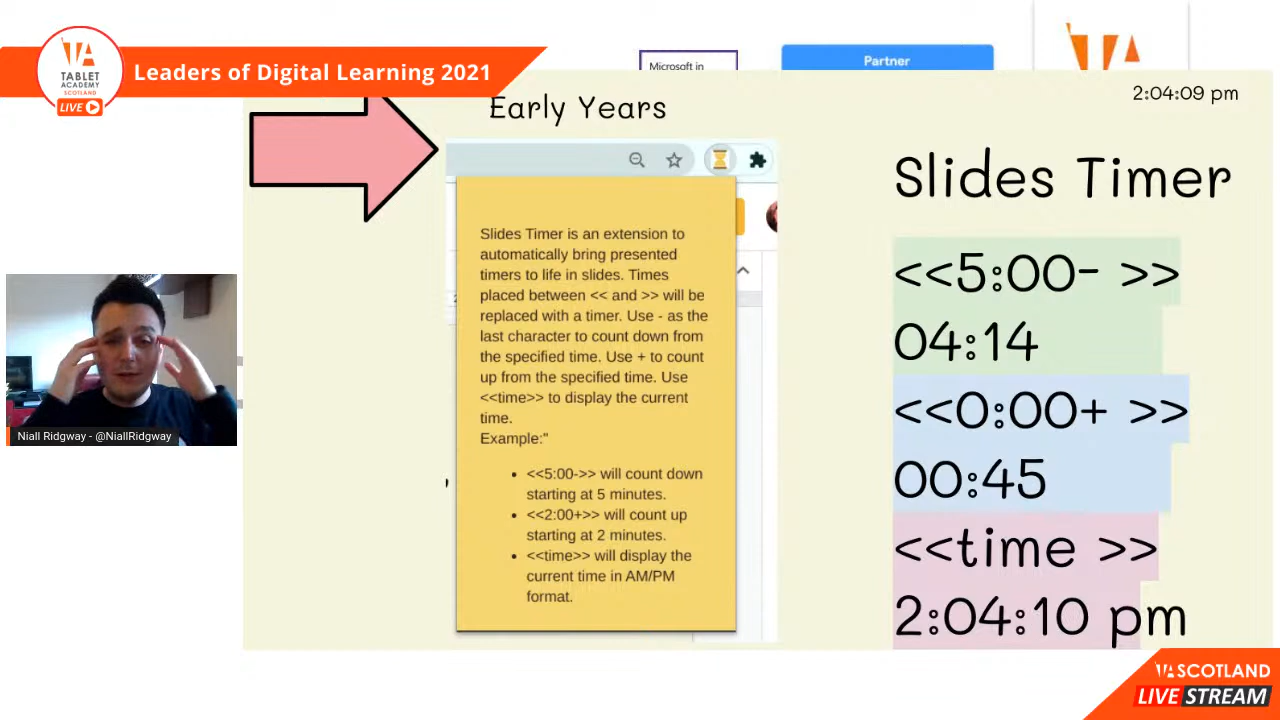 TA
TABLET
ACADEMY
SCOTLAND
LIVE
Leaders of Digital Learning 2021
Microsoft in
Partner
TA
2:04:09 pm
Early Years
Slides Timer is an extension to
automatically bring presented
timers to life in slides. Times
placed between << and >> will be
replaced with a timer. Use - as the
last character to count down from
the specified time. Use + to count
up from the specified time. Use
<<time>> to display the current
time.
Example:"
• <<5:00->> will count down
starting at 5 minutes.
• <<2:00+>> will count up
starting at 2 minutes.
• <<time>> will display the
current time in AM/PM
format.
Slides Timer
<<5:00- >>
04:14
<<0:00+ >>
00:45
<<time >>
2:04:10 pm
Niall Ridgway - @NiallRidgway
TA SCOTLAND
LIVE STREAM